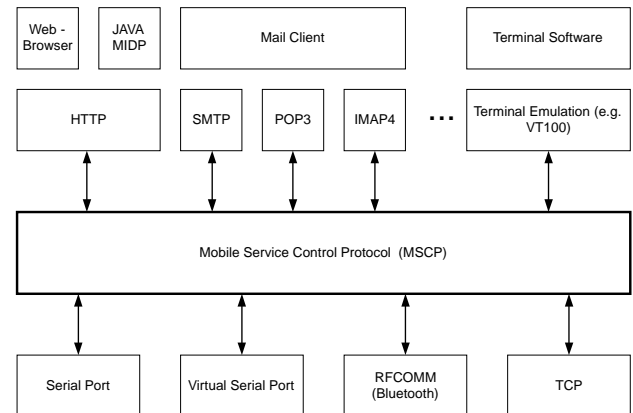 Web -
Browser
JAVA
MIDP
Mail Client
Terminal Software
HTTP
SMTP
POP3
IMAP4
...
Terminal Emulation (e.g.
VT100)
Mobile Service Control Protocol (MSCP)
Serial Port
Virtual Serial Port
RFCOMM
(Bluetooth)
TCP